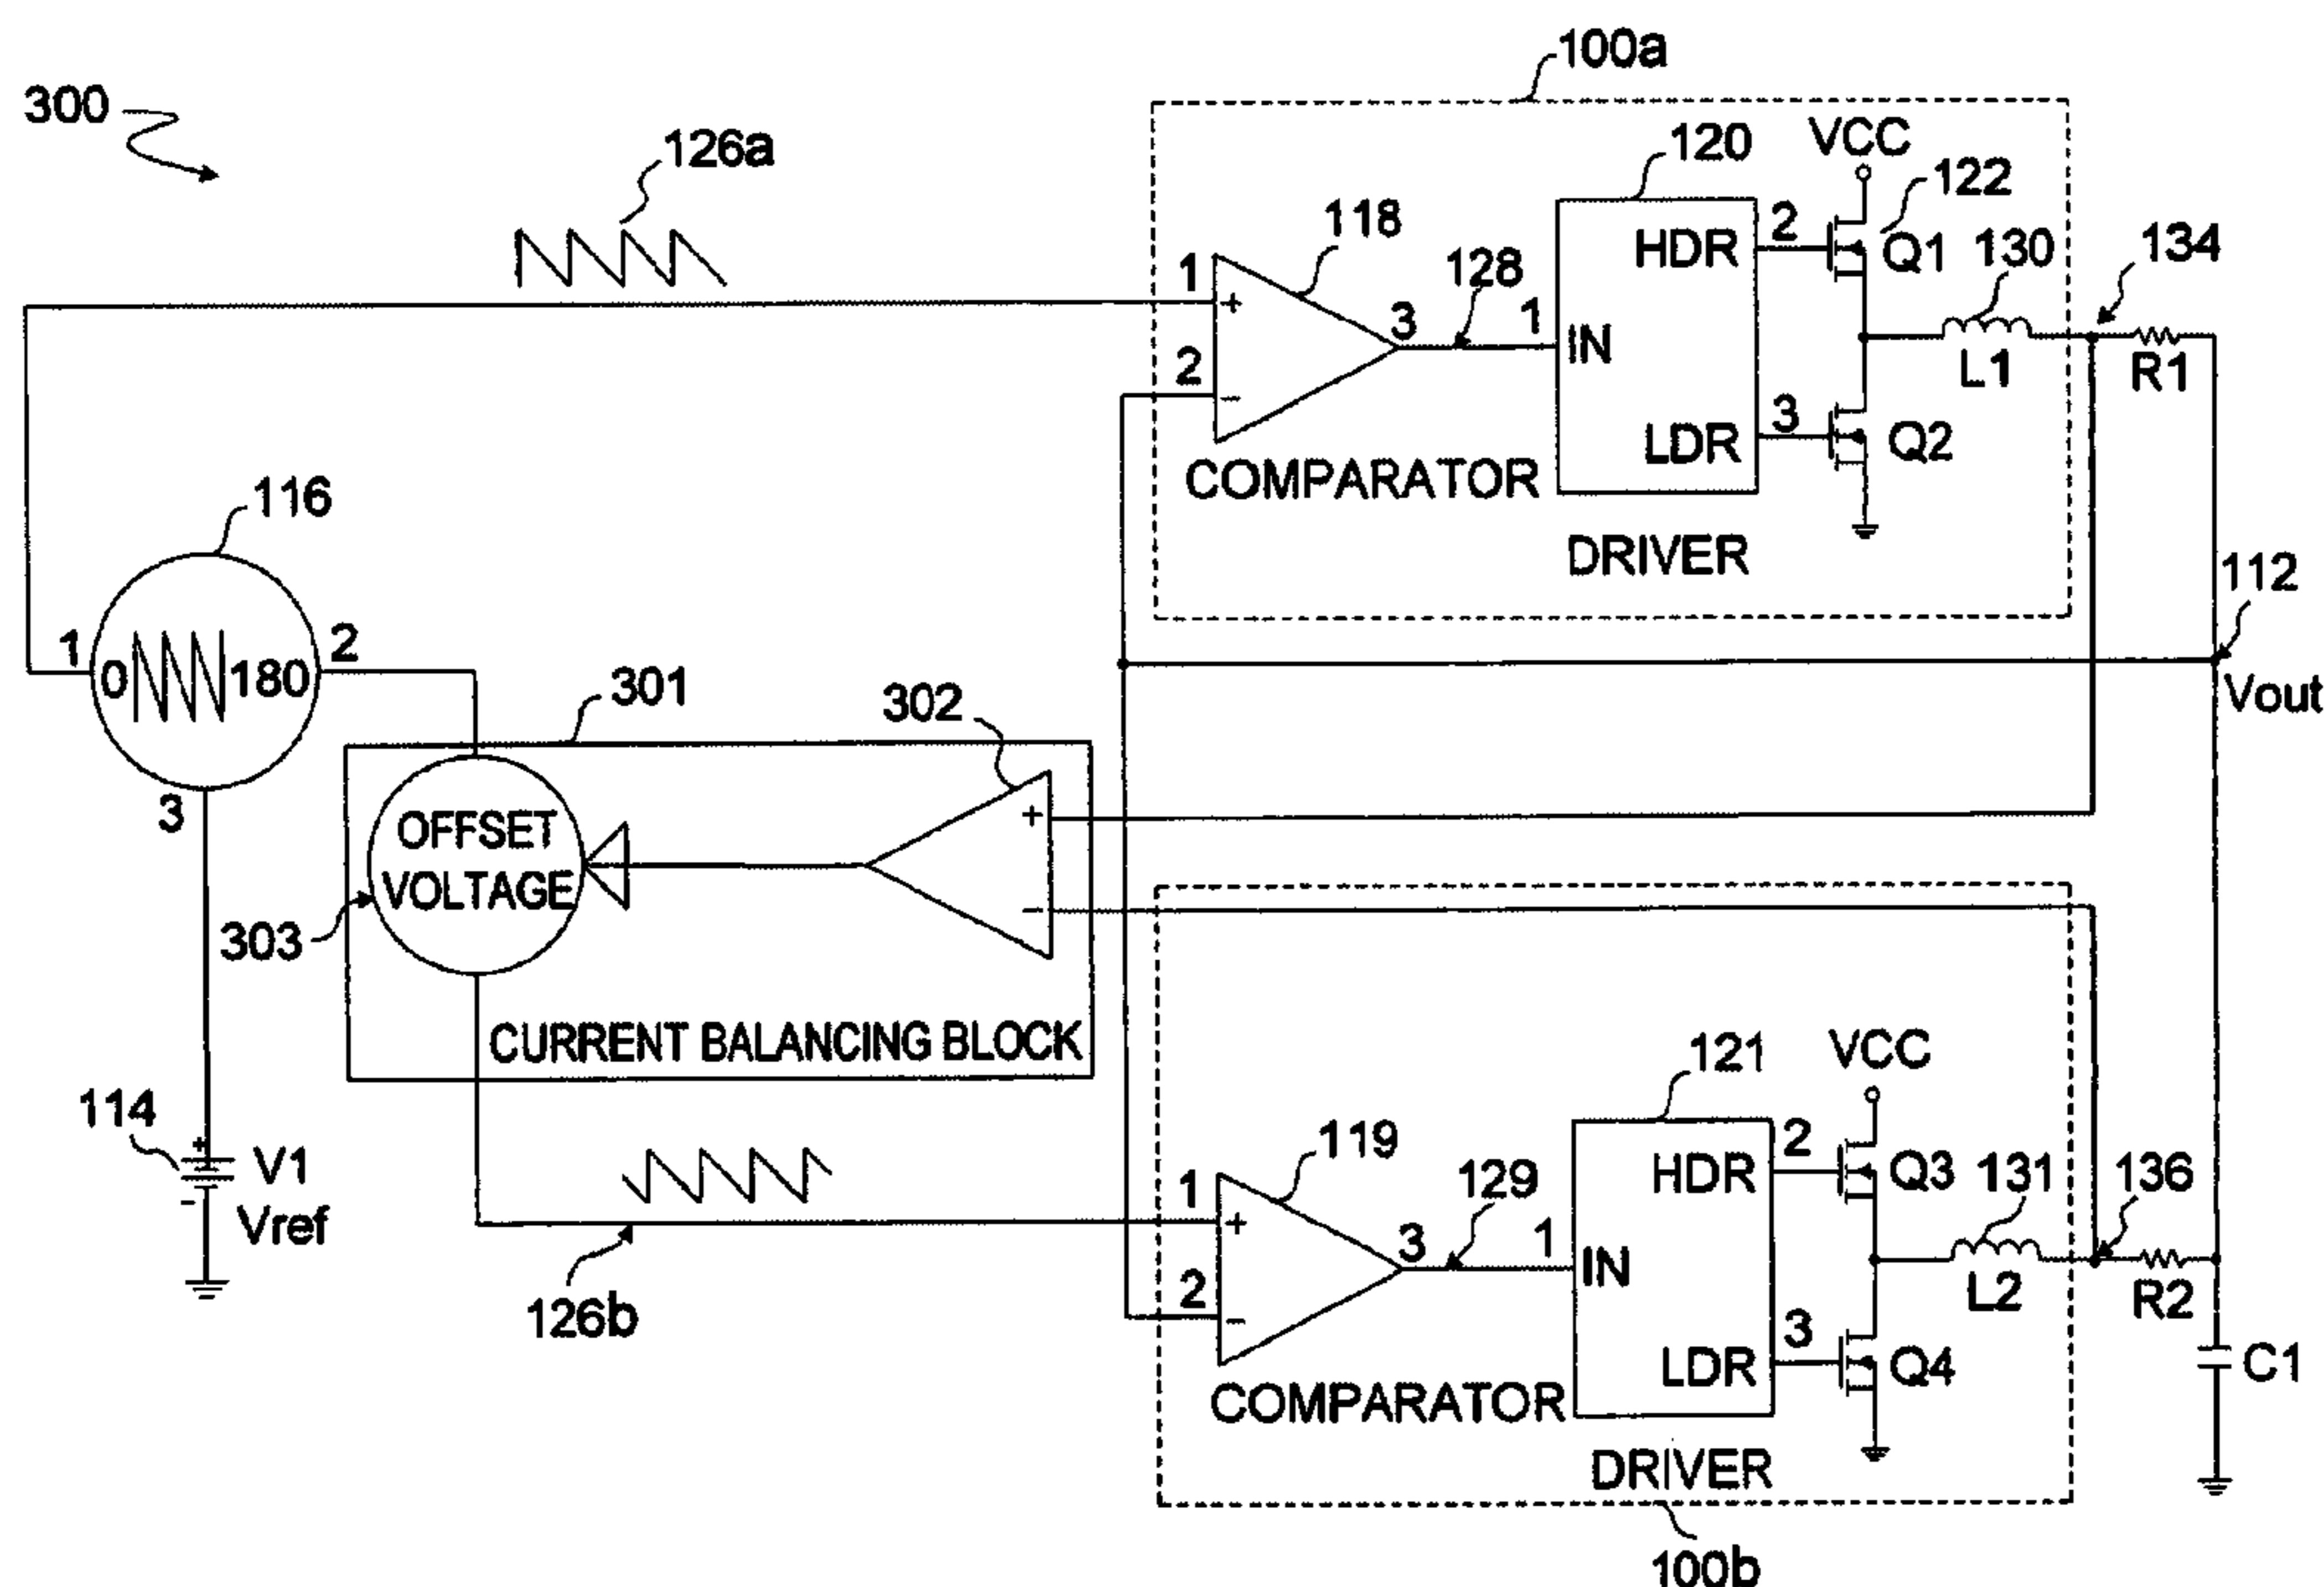 100a
300
126a
120
VCC
122
118
HDR
2
Q1
130
134
128
1
+
3
1
IN
L1
R1
2
-
LDR
3
Q2
COMPARATOR
116
DRIVER
112
1
0
180
2
301
302
Vout
3
+
OFFSET
VOLTAGE
-
303
CURRENT BALANCING BLOCK
121
VCC
114
+
V1
-
Vref
119
129
HDR
2
Q3
131
136
1
+
3
1
IN
L2
R2
126b
2
-
LDR
3
Q4
C1
COMPARATOR
DRIVER
100b